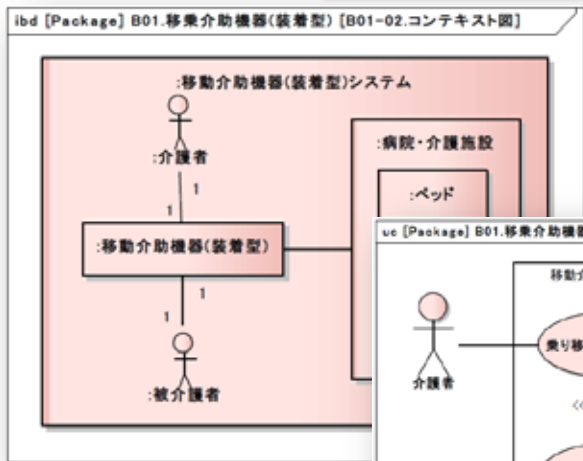 ibd [Package] B01.移乗介助機器(装着型) [B01-02.コンテキスト図]
:移動介助機器(装着型)システム
:介護者
:病院・介護施設
:ベッド
1
1
:移動介助機器(装着型)
1
1
:被介護者
uc [Package] B01.移乗介助機器
移動介
乗り移
介護者
<<